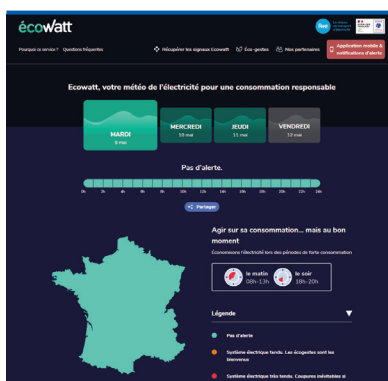 écowatt
Rte
Pourquoi ce service ? Questions fréquentes
Récupérer les signaux Ecowatt
Éco-gestes
Nos partenaires
Application mobile &
notifications d'alerte
Ecowatt, votre météo de l'électricité pour une consommation responsable
MARDI
9 mai
MERCREDI
10 mai
JEUDI
11 mai
VENDREDI
12 mai
Pas d'alerte.
0h 2h 4h 6h 8h 10h 12h 14h 16h 18h 20h 22h 24h
Partager
Agir sur sa consommation... mais au bon
moment
Économisons l'électricité lors des périodes de forte consommation
le matin
08h-13h
le soir
18h-20h
Légende
Pas d'alerte
Système électrique tendu. Les écogestes sont les
bienvenus
Système électrique très tendu. Coupures inévitables si